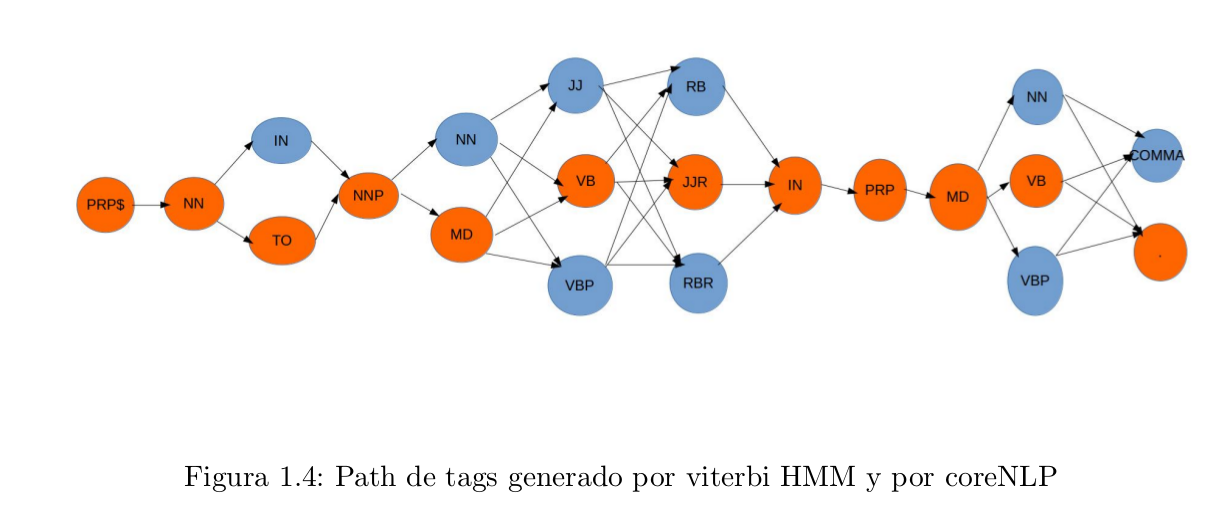 PRP$
NN
IN
TO
NNP
NN
MD
JJ
VB
VBP
RB
JJR
RBR
IN
PRP
MD
NN
VB
VBP
COMMA
.
Figura 1.4: Path de tags generado por viterbi HMM y por coreNLP